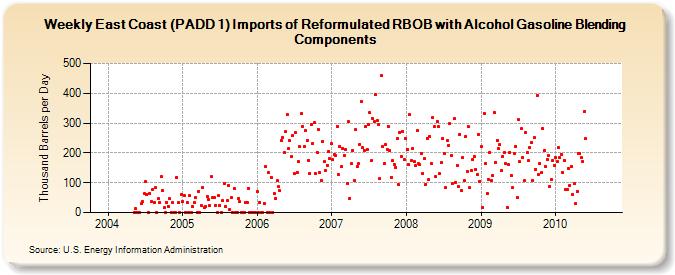 Weekly East Coast (PADD 1) Imports of Reformulated RBOB with Alcohol Gasoline Blending
Components
Thousand Barrels per Day
500
400
300
200
100
0
2004 2005 2006 2007 2008 2009 2010
Source: U.S. Energy Information Administration